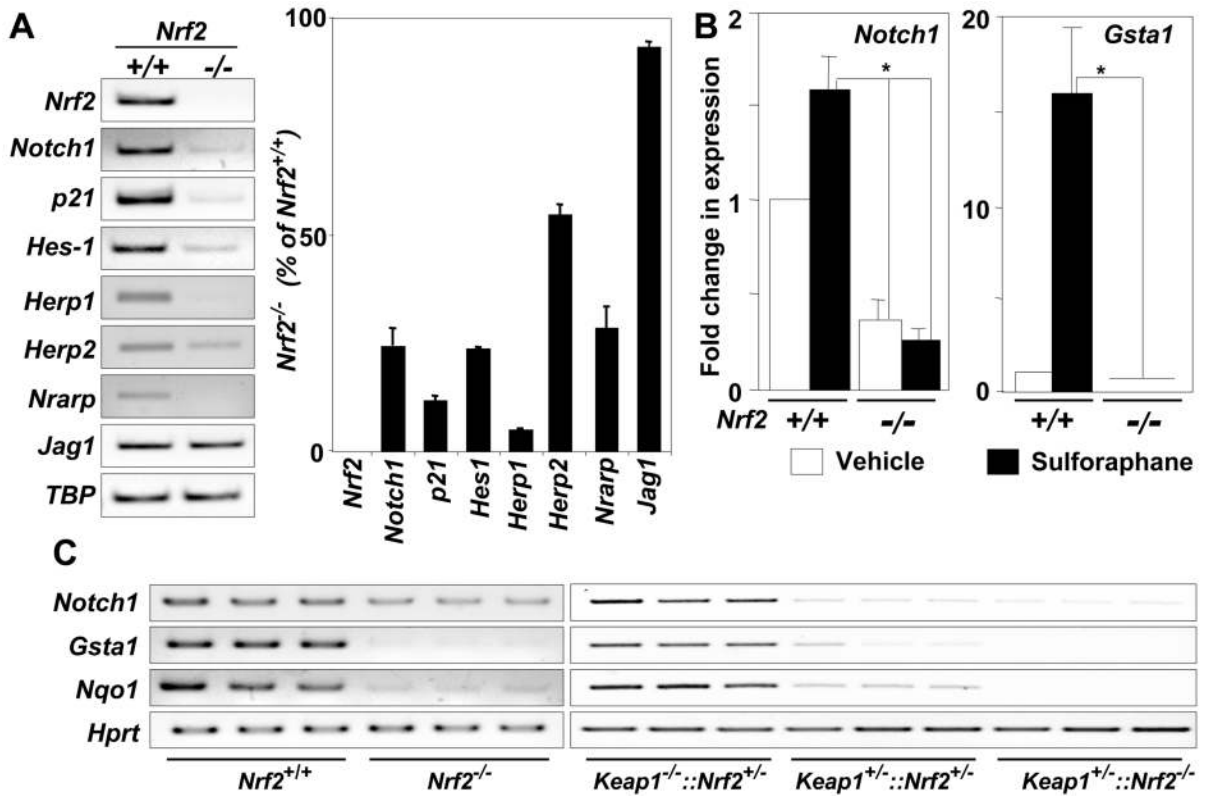 A
Nrf2
+/+ -/-
Nrf2
Notch1
p21
Hes-1
Herp1
Herp2
Nrarp
Jag1
TBP
Nrf2-/- (% of Nrf2+/+)
100
50
0
Nrf2
Notch1
p21
Hes1
Herp1
Herp2
Nrarp
Jag1
B
Fold change in expression
2
1
0
Notch1
*
20
10
0
Gsta1
*
Nrf2 +/+ -/- +/+ -/-
Vehicle Sulforaphane
C
Notch1
Gsta1
Nqo1
Hprt
Nrf2+/+ Nrf2-/- Keap1-/-::Nrf2+/- Keap1+/-::Nrf2+/- Keap1+/-::Nrf2-/-